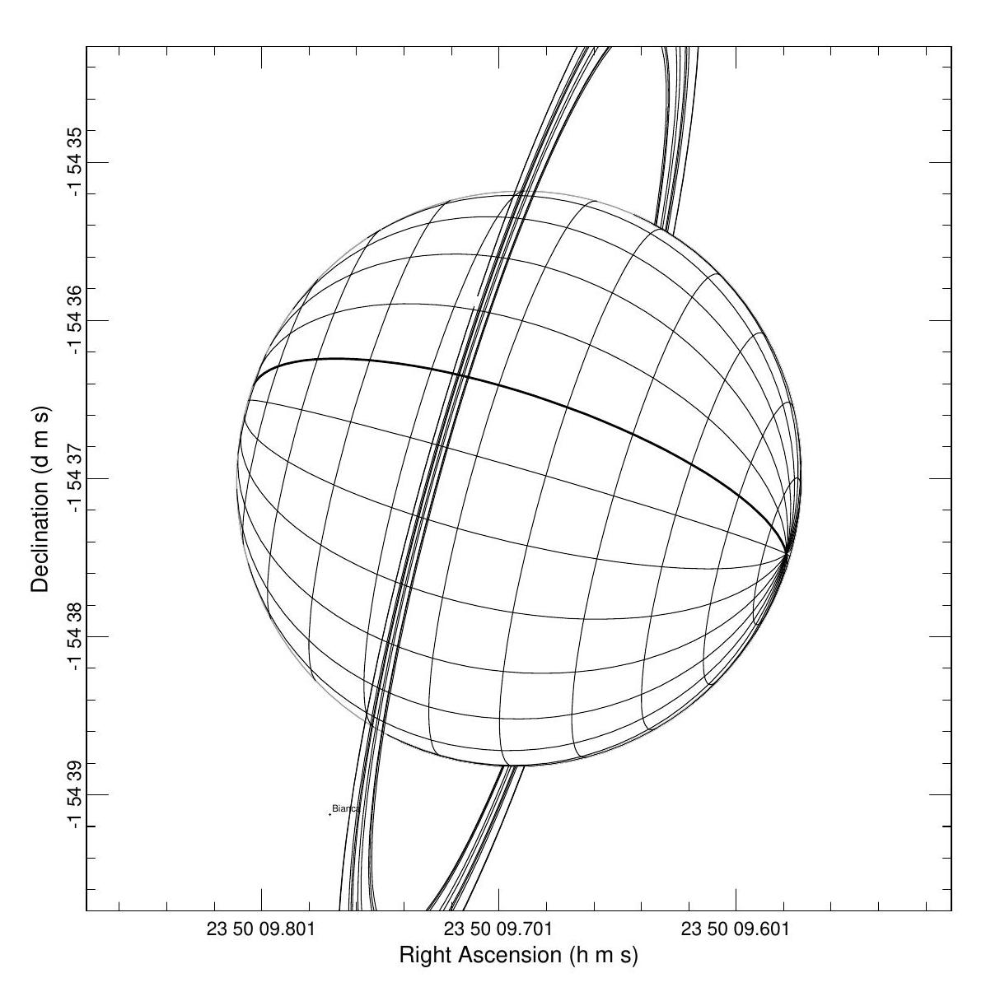 -1 54 35
-1 54 36
-1 54 37
-1 54 38
-1 54 39
Declination (d m s)
Bianca
23 50 09.801
23 50 09.701
23 50 09.601
Right Ascension (h m s)